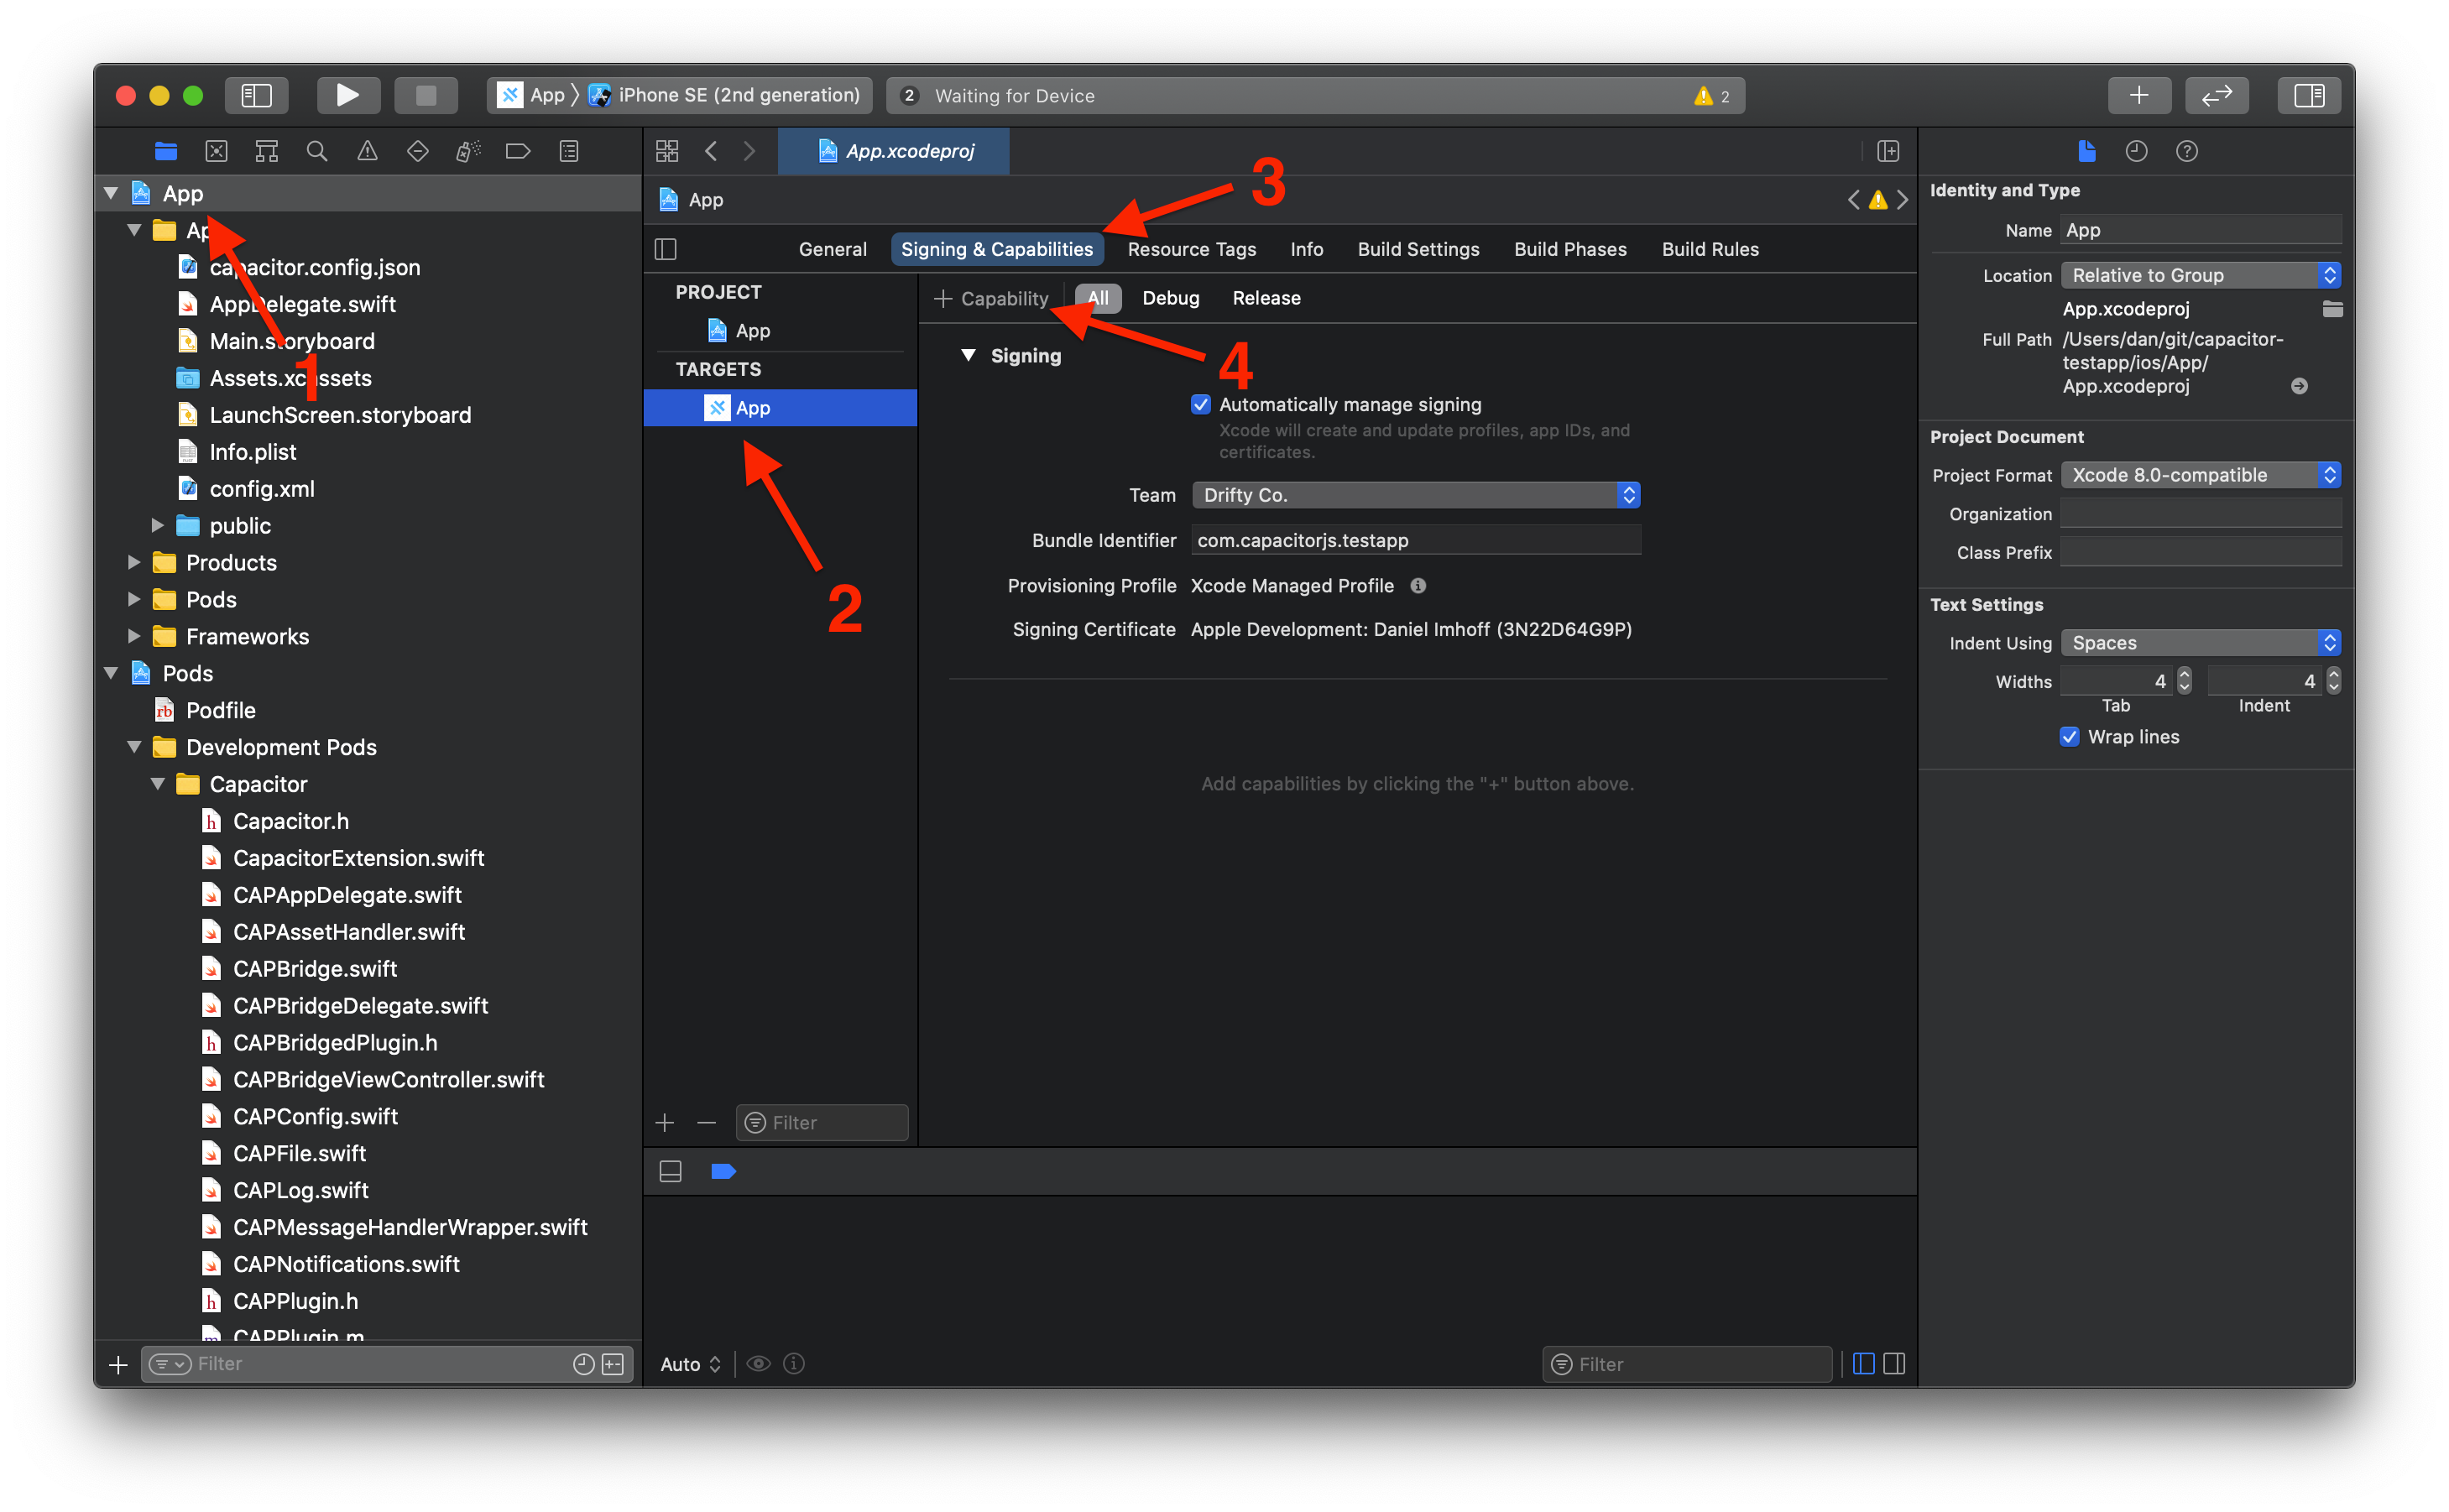 App 〉 iPhone SE (2nd generation)
2 Waiting for Device
2
App.xcodeproj
App
capacitor.config.json
AppDelegate.swift
Main.storyboard
Assets.xcassets
LaunchScreen.storyboard
Info.plist
config.xml
public
Products
Pods
Frameworks
Pods
rb Podfile
Development Pods
Capacitor
h Capacitor.h
CapacitorExtension.swift
CAPAppDelegate.swift
CAPAssetHandler.swift
CAPBridge.swift
CAPBridgeDelegate.swift
h CAPBridgedPlugin.h
CAPBridgeViewController.swift
CAPConfig.swift
CAPFile.swift
CAPLog.swift
CAPMessageHandlerWrapper.swift
CAPNotifications.swift
h CAPPlugin.h
m CAPPlugin.m
Filter
1
App
General Signing & Capabilities Resource Tags Info Build Settings Build Phases Build Rules
3
PROJECT
App
TARGETS
App
2
Filter
+ Capability All Debug Release
4
Signing
Automatically manage signing
Xcode will create and update profiles, app IDs, and
certificates.
Team Drifty Co.
Bundle Identifier com.capacitorjs.testapp
Provisioning Profile Xcode Managed Profile
Signing Certificate Apple Development: Daniel Imhoff (3N22D64G9P)
Add capabilities by clicking the "+" button above.
Auto
Filter
Identity and Type
Name App
Location Relative to Group
App.xcodeproj
Full Path /Users/dan/git/capacitor-
testapp/ios/App/
App.xcodeproj
Project Document
Project Format Xcode 8.0-compatible
Organization
Class Prefix
Text Settings
Indent Using Spaces
Widths 4 4
Tab Indent
Wrap lines